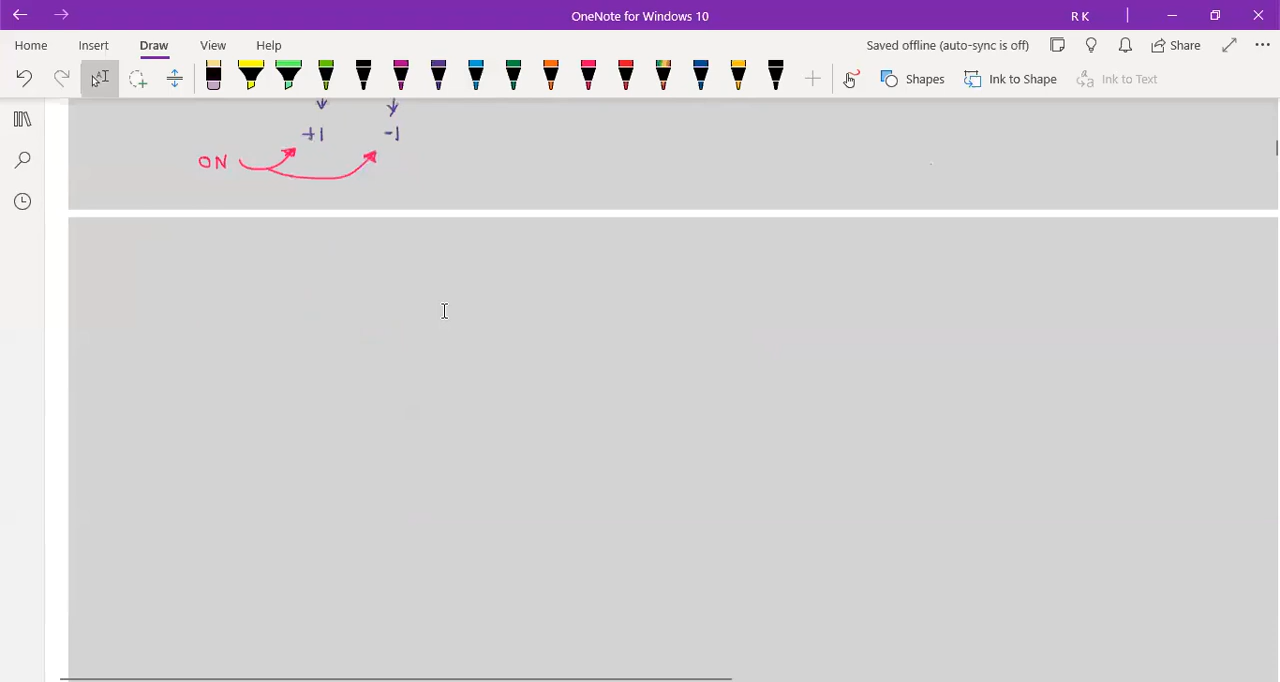 OneNote for Windows 10
R K
Home Insert Draw View Help
Saved offline (auto-sync is off)
Share
Shapes
Ink to Shape
Ink to Text
+1 -1
ON